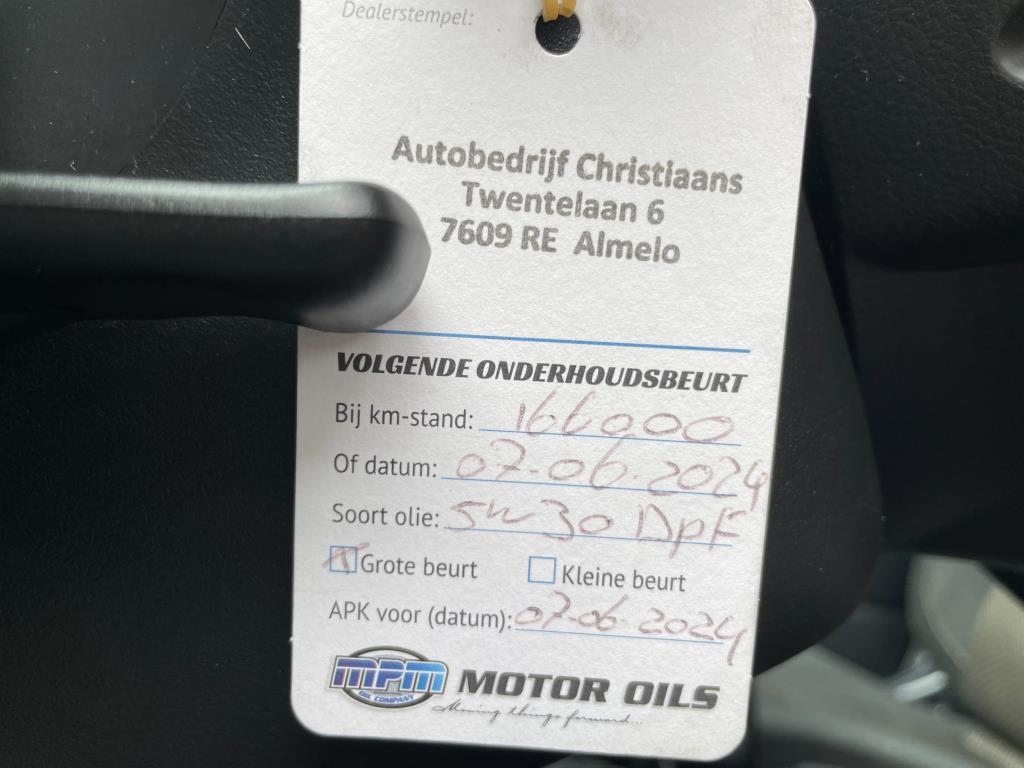 Dealerstempel:
Autobedrijf Christiaans
Twentelaan 6
7609 RE Almelo
VOLGENDE ONDERHOUDSBEURT
Bij km-stand: 166000
Of datum: 07-06-2024
Soort olie: 5w30 DpF
Grote beurt Kleine beurt
APK voor (datum): 07-06-2024
MPM OIL COMPANY MOTOR OILS
Moving things forward...